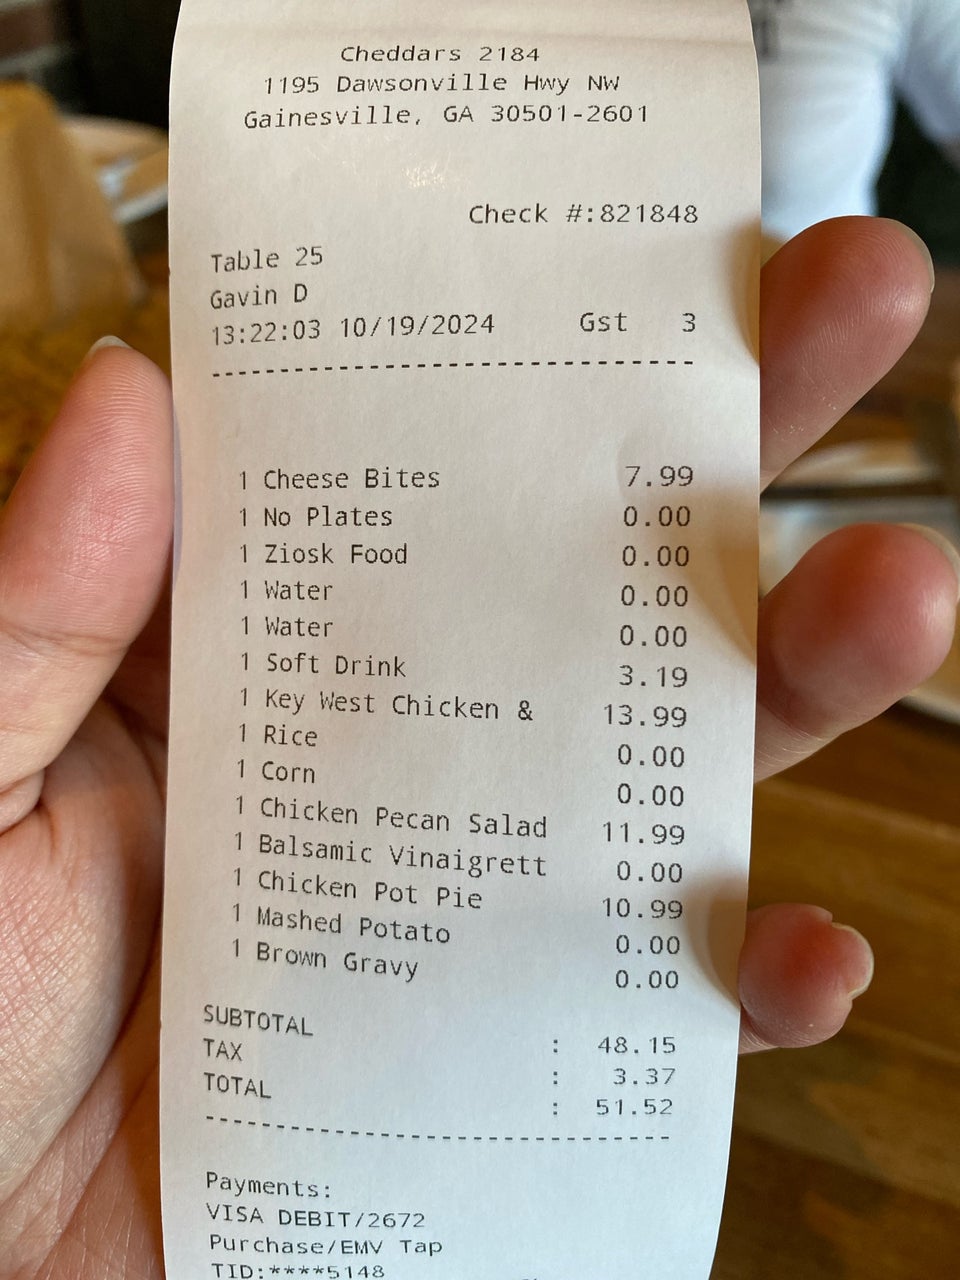 Cheddars 2184
1195 Dawsonville Hwy NW
Gainesville, GA 30501-2601
Check #:821848
Table 25
Gavin D
13:22:03 10/19/2024 Gst 3
--------------------------------
1 Cheese Bites 7.99
1 No Plates 0.00
1 Ziosk Food 0.00
1 Water 0.00
1 Water 0.00
1 Soft Drink 3.19
1 Key West Chicken & 13.99
1 Rice 0.00
1 Corn 0.00
1 Chicken Pecan Salad 11.99
1 Balsamic Vinaigrett 0.00
1 Chicken Pot Pie 10.99
1 Mashed Potato 0.00
1 Brown Gravy 0.00
SUBTOTAL : 48.15
TAX : 3.37
TOTAL : 51.52
--------------------------------
Payments:
VISA DEBIT/2672
Purchase/EMV Tap
TID:****5148